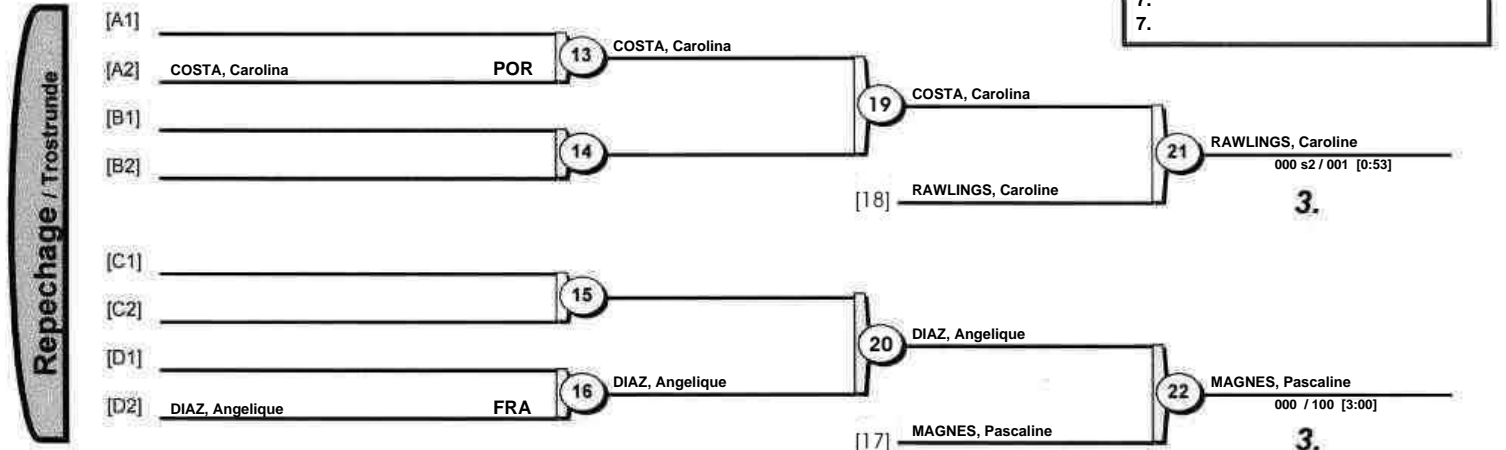 7.
7.
Repechage / Trostrunde
[A1]
[A2] COSTA, Carolina POR
13 COSTA, Carolina
[B1]
[B2]
14
19 COSTA, Carolina
[18] RAWLINGS, Caroline
21 RAWLINGS, Caroline
000 s2 / 001 [0:53]
3.
[C1]
[C2]
15
[D1]
[D2] DIAZ, Angelique FRA
16 DIAZ, Angelique
20 DIAZ, Angelique
[17] MAGNES, Pascaline
22 MAGNES, Pascaline
000 / 100 [3:00]
3.